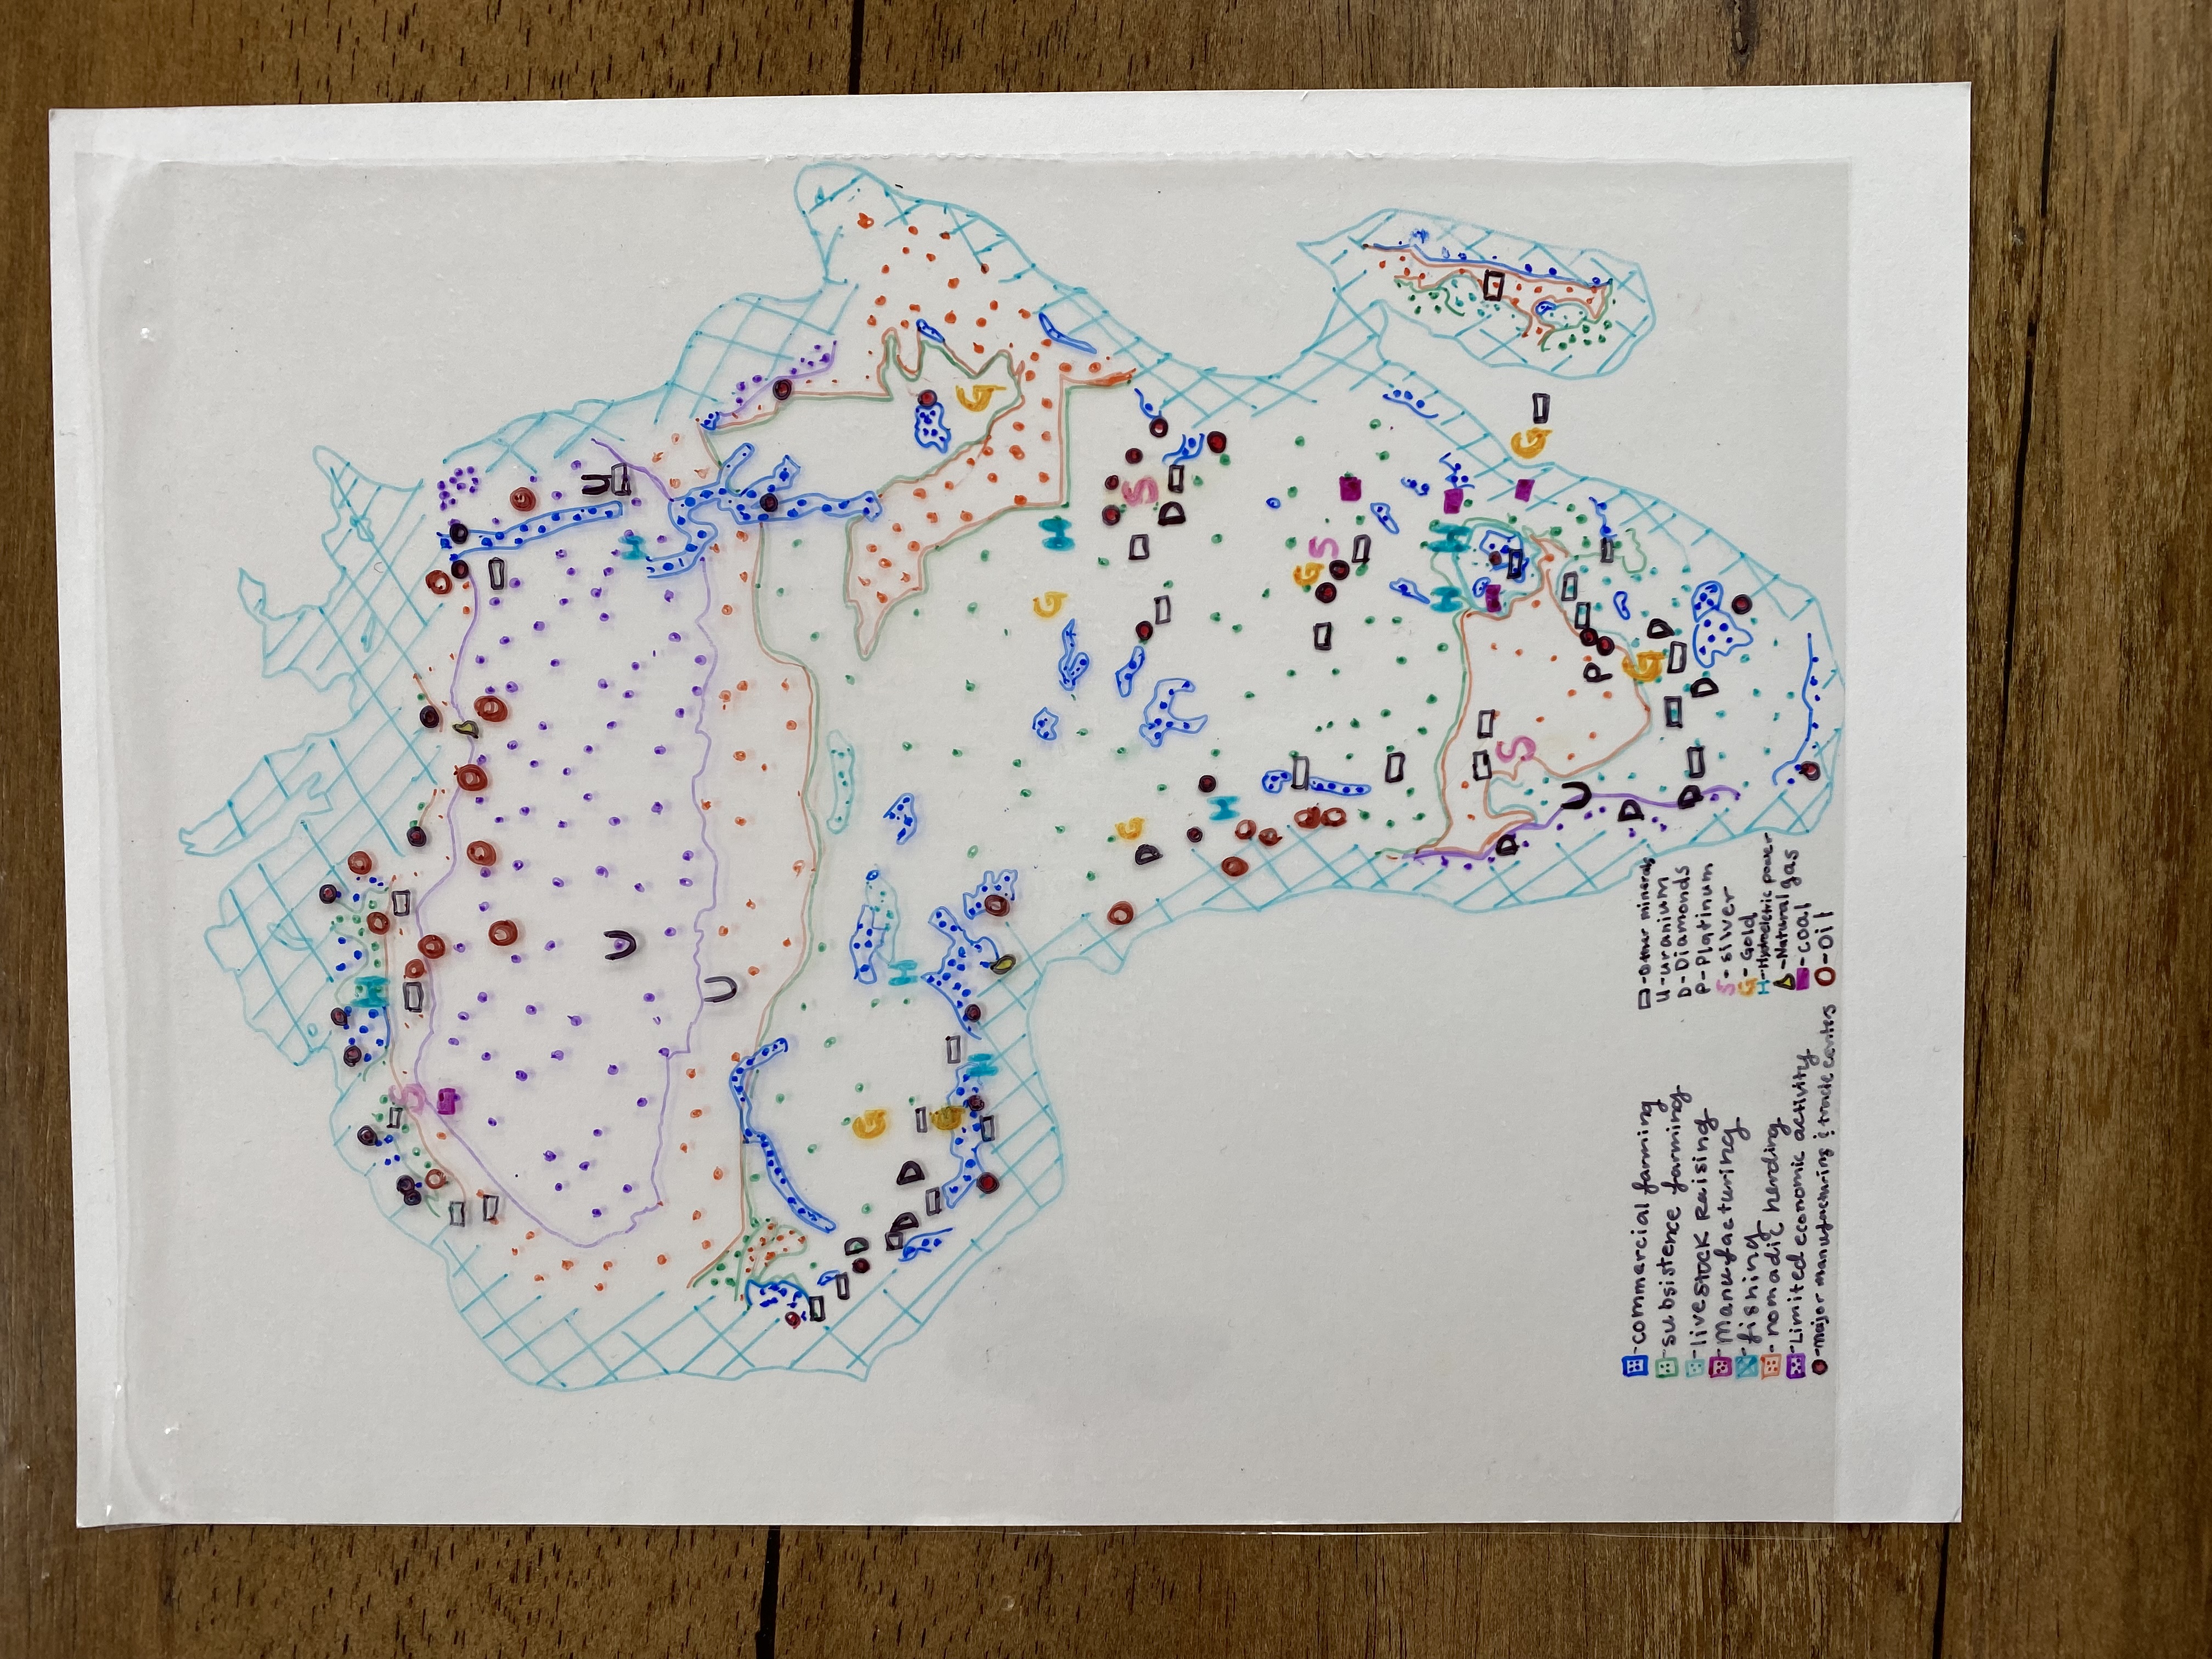 -commercial farming
-subsistence farming
-livestock Raising
-Manufacturing
-fishing
-nomadic herding
-Limited economic activity
-major manufacturing & trade centers
-Other minerals
U-uranium
D-Diamonds
P-Platinum
S-silver
G-Gold
H-Hydroeletric power
-Natural gas
-coal
O-oil
H
S
U
U
U
H
G
D
D
D
H
G
H
G
G
H
G
D
S
D
H
G
S
H
H
D
S
G
U
P
D
G
D
D
D